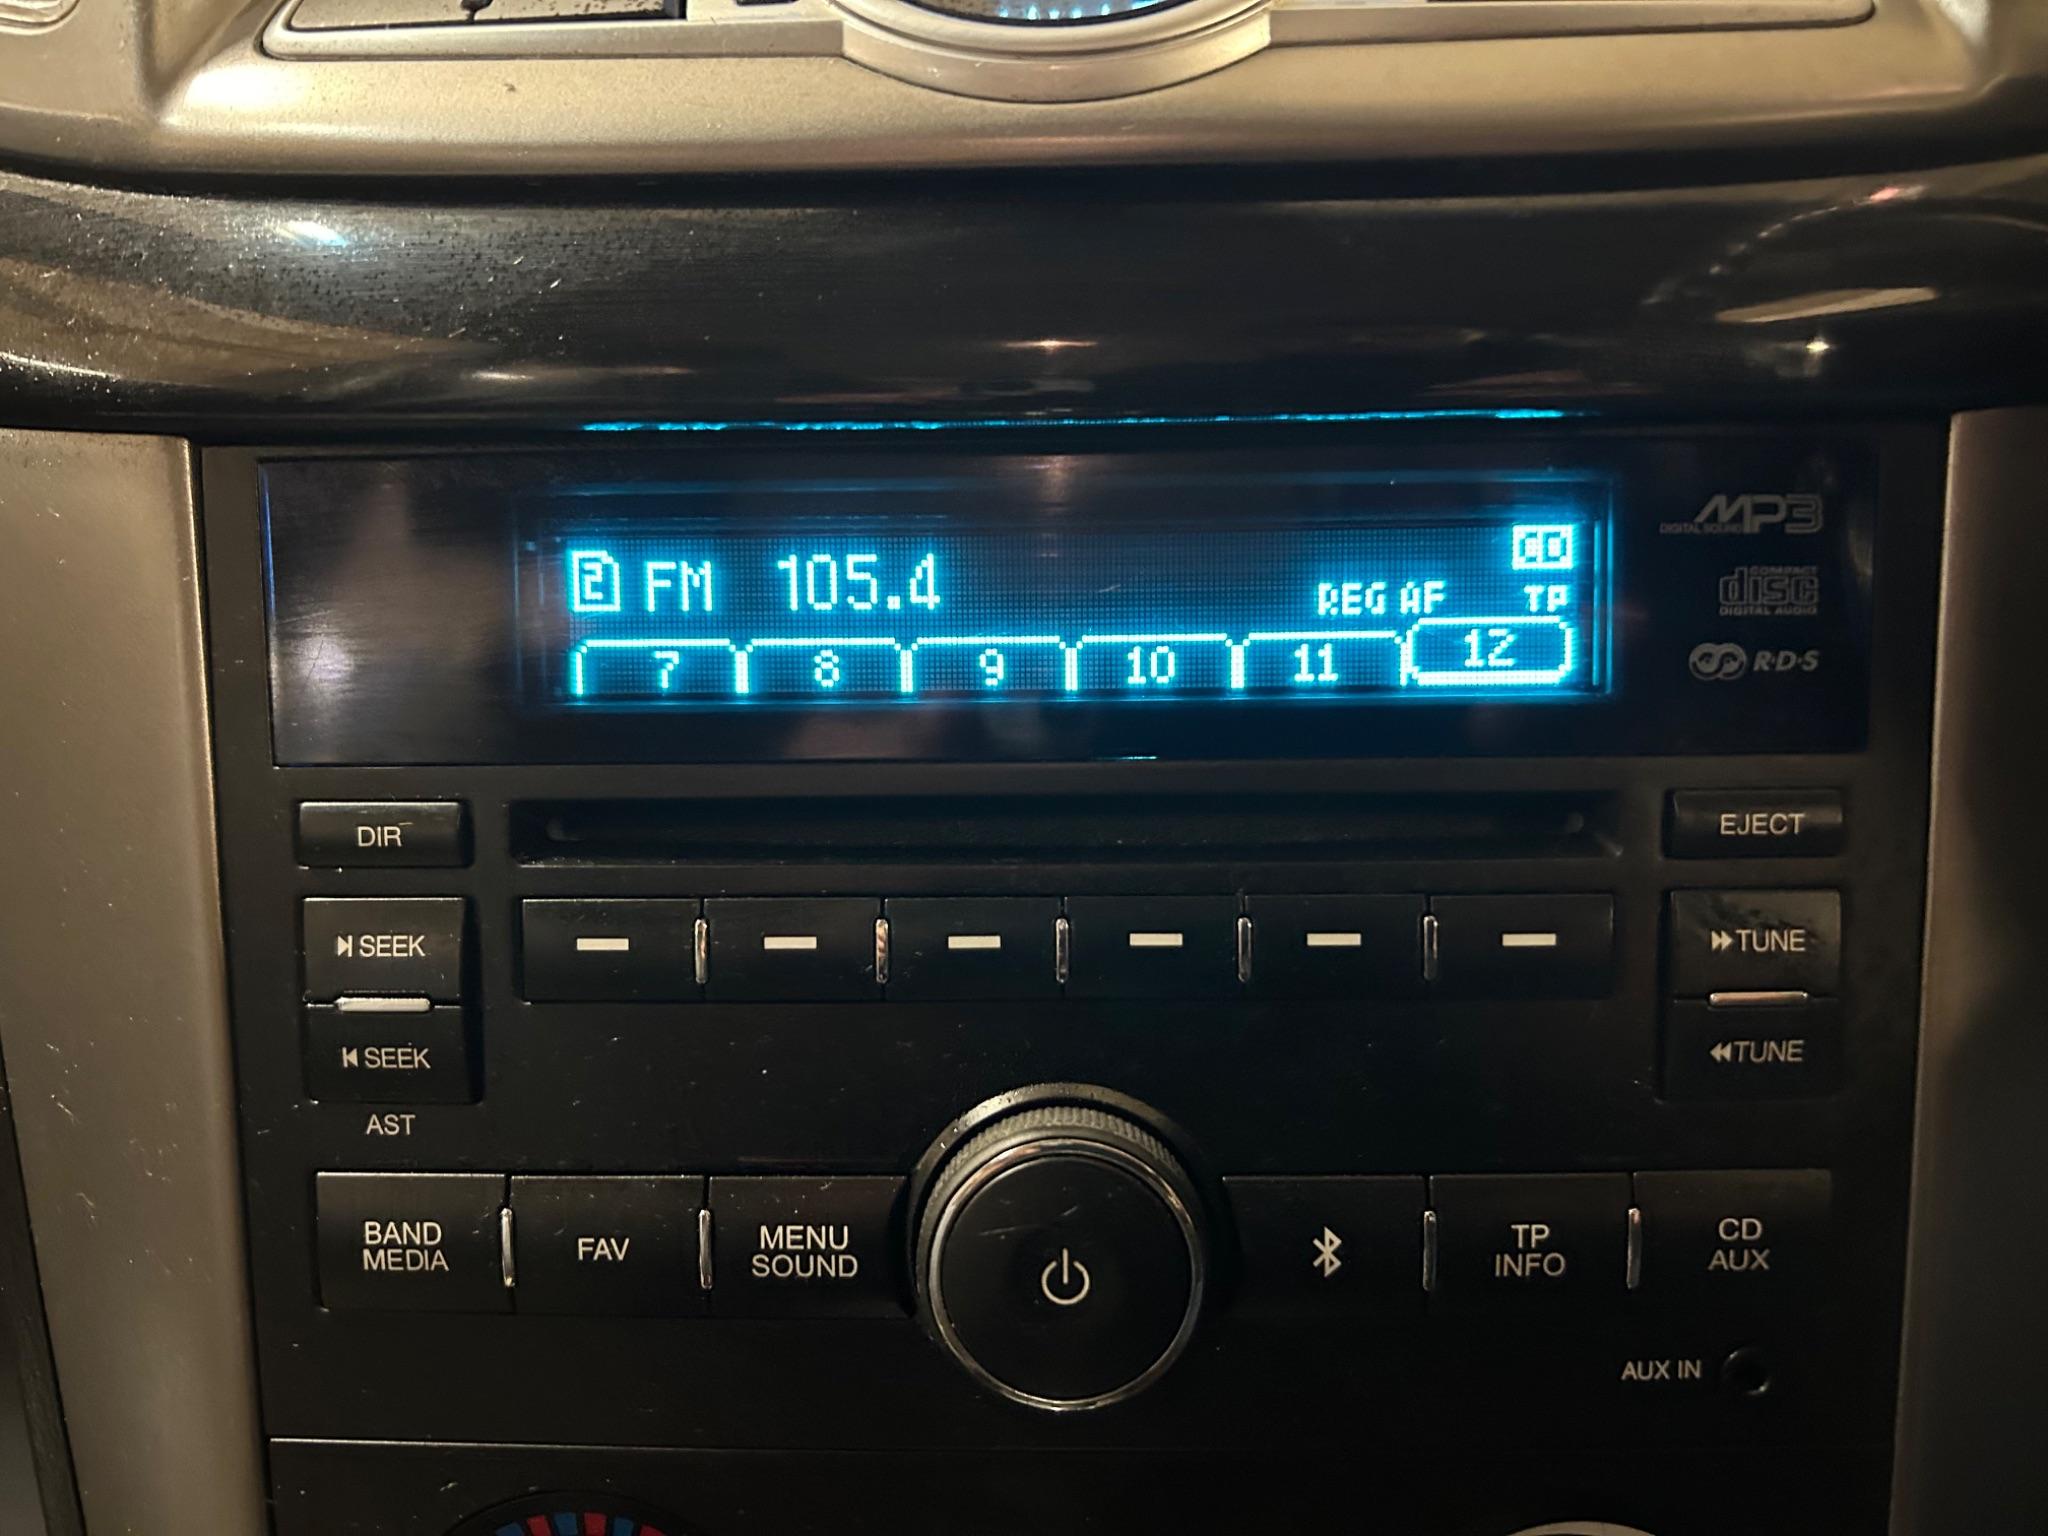 2 FM 105.4
CD
REG AF TP
7 8 9 10 11 12
MP3
DIGITAL SOUND
COMPACT
disc
DIGITAL AUDIO
R·D·S
DIR
EJECT
SEEK
TUNE
SEEK
TUNE
AST
BAND
MEDIA
FAV
MENU
SOUND
TP
INFO
CD
AUX
AUX IN